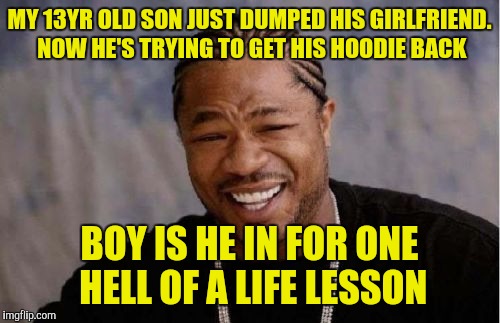 MY 13YR OLD SON JUST DUMPED HIS GIRLFRIEND.
NOW HE'S TRYING TO GET HIS HOODIE BACK
BOY IS HE IN FOR ONE
HELL OF A LIFE LESSON
imgflip.com